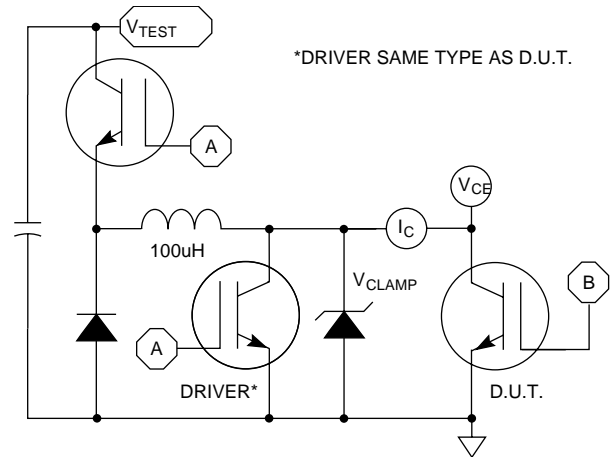 V_TEST
*DRIVER SAME TYPE AS D.U.T.
A
V_CE
I_C
100uH
V_CLAMP
B
A
DRIVER*
D.U.T.